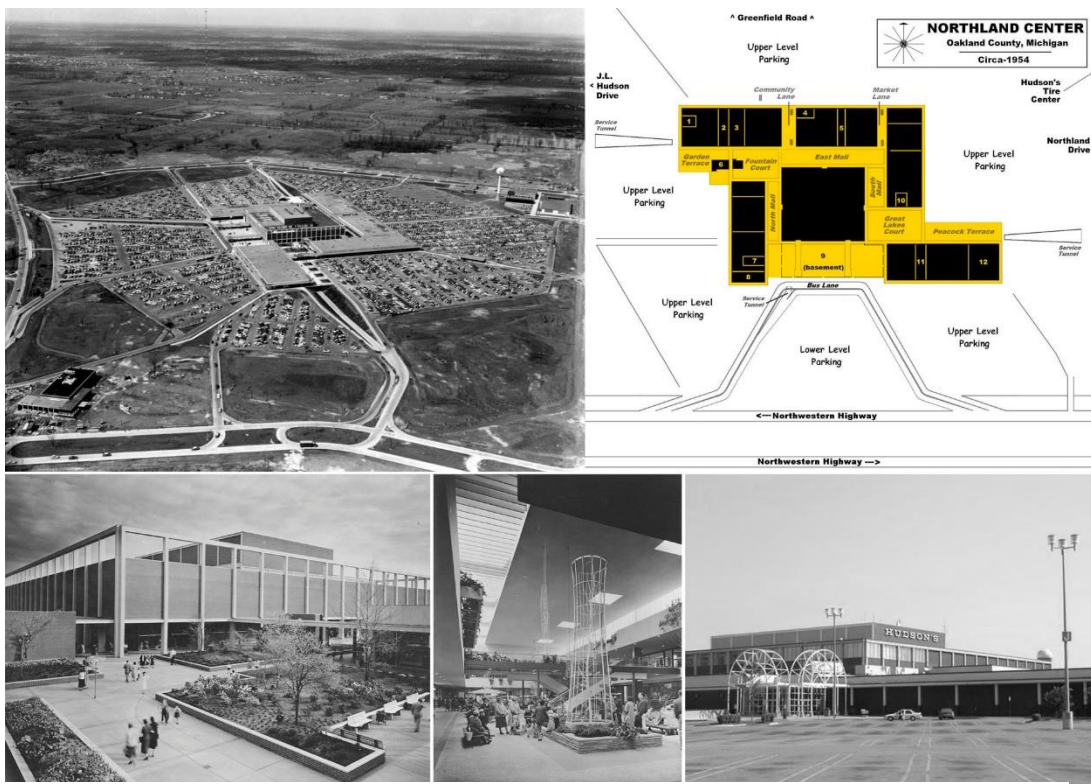 ^ Greenfield Road ^
NORTHLAND CENTER
Oakland County, Michigan
Circa-1954
Upper Level
Parking
J.L.
< Hudson
Drive
Hudson's
Tire
Center
Community
Lane
Market
Lane
Service
Tunnel
1
2
3
4
5
Northland
Drive
Garden
Terrace
6
Fountain
Court
East Mall
Upper Level
Parking
Upper Level
Parking
North Mall
South
Mall
10
Great
Lakes
Court
Peacock Terrace
Service
Tunnel
7
8
9
(basement)
11
12
Bus Lane
Service
Tunnel
Upper Level
Parking
Upper Level
Parking
Lower Level
Parking
<--- Northwestern Highway
Northwestern Highway --->
HUDSON'S